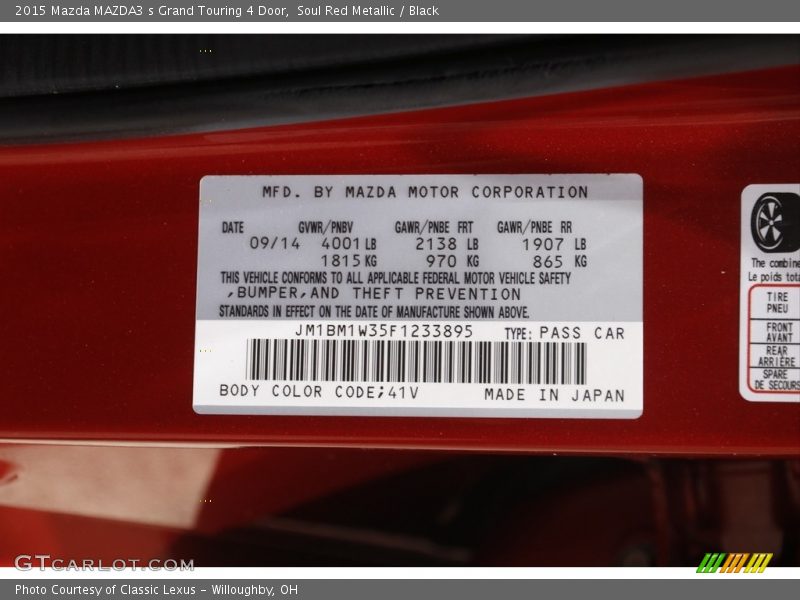 2015 Mazda MAZDA3 s Grand Touring 4 Door,  Soul Red Metallic / Black
MFD. BY MAZDA MOTOR CORPORATION
DATE GVWR/PNBV GAWR/PNBE FRT GAWR/PNBE RR
09/14 4001 LB 2138 LB 1907 LB
1815 KG 970 KG 865 KG
THIS VEHICLE CONFORMS TO ALL APPLICABLE FEDERAL MOTOR VEHICLE SAFETY
,BUMPER,AND THEFT PREVENTION
STANDARDS IN EFFECT ON THE DATE OF MANUFACTURE SHOWN ABOVE.
JM1BM1W35F1233895 TYPE: PASS CAR
BODY COLOR CODE;41V MADE IN JAPAN
The combine
Le poids tota
TIRE
PNEU
FRONT
AVANT
REAR
ARRIÈRE
SPARE
DE SECOURS
GTCARLOT.COM
Photo Courtesy of Classic Lexus - Willoughby, OH